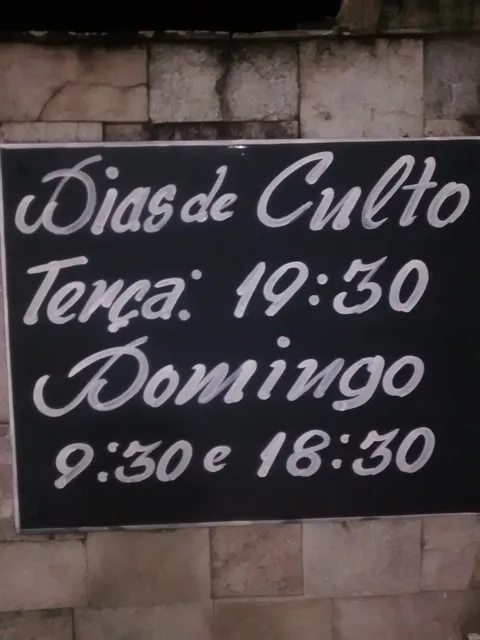 Dias de Culto
Terça: 19:30
Domingo
9:30 e 18:30